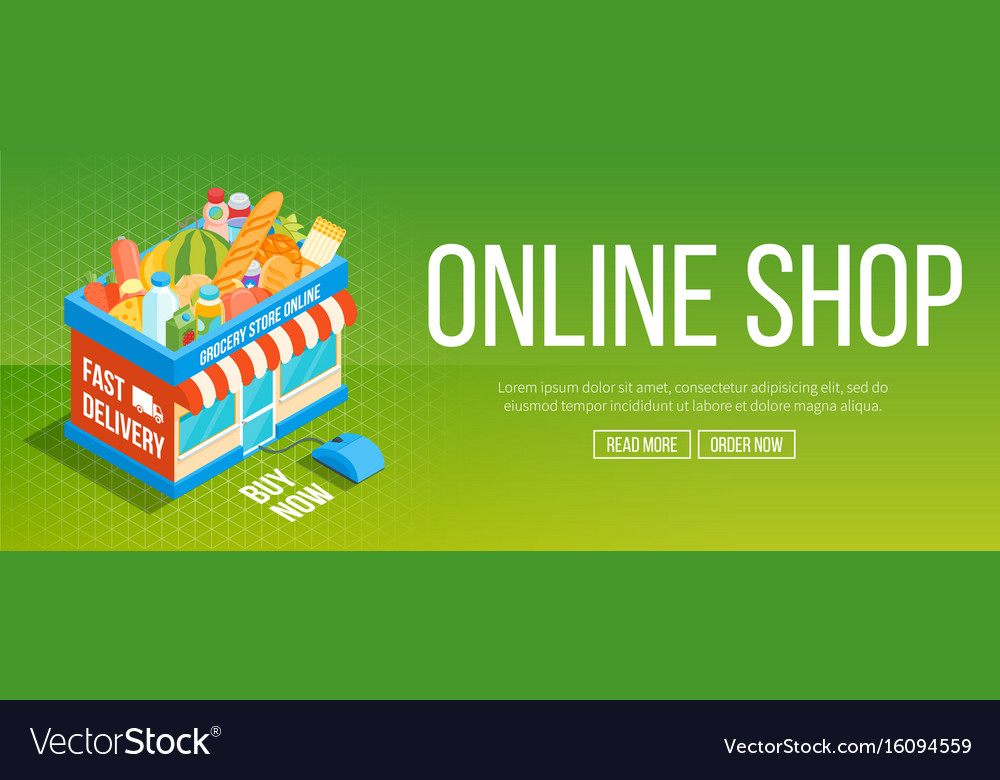 ONLINE SHOP
GROCERY STORE ONLINE
FAST
DELIVERY
BUY
NOW
Lorem ipsum dolor sit amet, consectetur adipiscing elit, sed do
eiusmod tempor incididunt ut labore et dolore magna aliqua.
READ MORE
ORDER NOW
VectorStock®
VectorStock.com/16094559